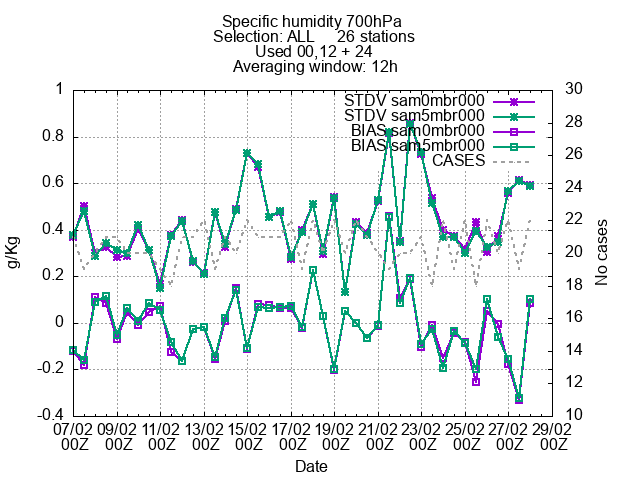 Specific humidity 700hPa
Selection: ALL 26 stations
Used 00,12 + 24
Averaging window: 12h
STDV sam0mbr000
STDV sam5mbr000
BIAS sam0mbr000
BIAS sam5mbr000
CASES
1
0.8
0.6
0.4
0.2
0
-0.2
-0.4
g/Kg
30
28
26
24
22
20
18
16
14
12
10
No cases
07/02 09/02 11/02 13/02 15/02 17/02 19/02 21/02 23/02 25/02 27/02 29/02
00Z 00Z 00Z 00Z 00Z 00Z 00Z 00Z 00Z 00Z 00Z 00Z
Date